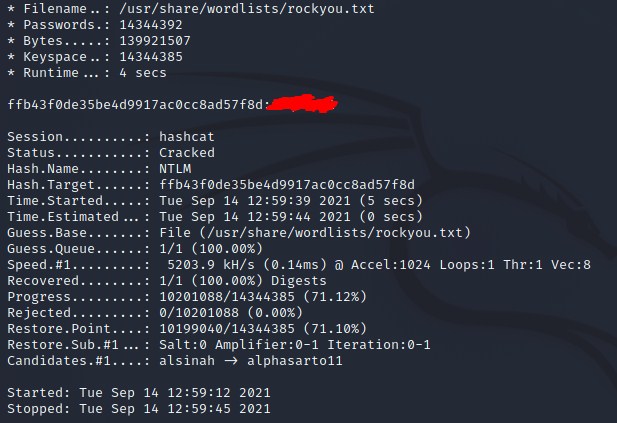 * Filename..: /usr/share/wordlists/rockyou.txt
* Passwords.: 14344392
* Bytes.....: 139921507
* Keyspace..: 14344385
* Runtime...: 4 secs
ffb43f0de35be4d9917ac0cc8ad57f8d:
Session..........: hashcat
Status...........: Cracked
Hash.Name........: NTLM
Hash.Target......: ffb43f0de35be4d9917ac0cc8ad57f8d
Time.Started.....: Tue Sep 14 12:59:39 2021 (5 secs)
Time.Estimated...: Tue Sep 14 12:59:44 2021 (0 secs)
Guess.Base.......: File (/usr/share/wordlists/rockyou.txt)
Guess.Queue......: 1/1 (100.00%)
Speed.#1.........:  5203.9 kH/s (0.14ms) @ Accel:1024 Loops:1 Thr:1 Vec:8
Recovered........: 1/1 (100.00%) Digests
Progress.........: 10201088/14344385 (71.12%)
Rejected.........: 0/10201088 (0.00%)
Restore.Point....: 10199040/14344385 (71.10%)
Restore.Sub.#1...: Salt:0 Amplifier:0-1 Iteration:0-1
Candidates.#1....: alsinah -> alphasarto11
Started: Tue Sep 14 12:59:12 2021
Stopped: Tue Sep 14 12:59:45 2021